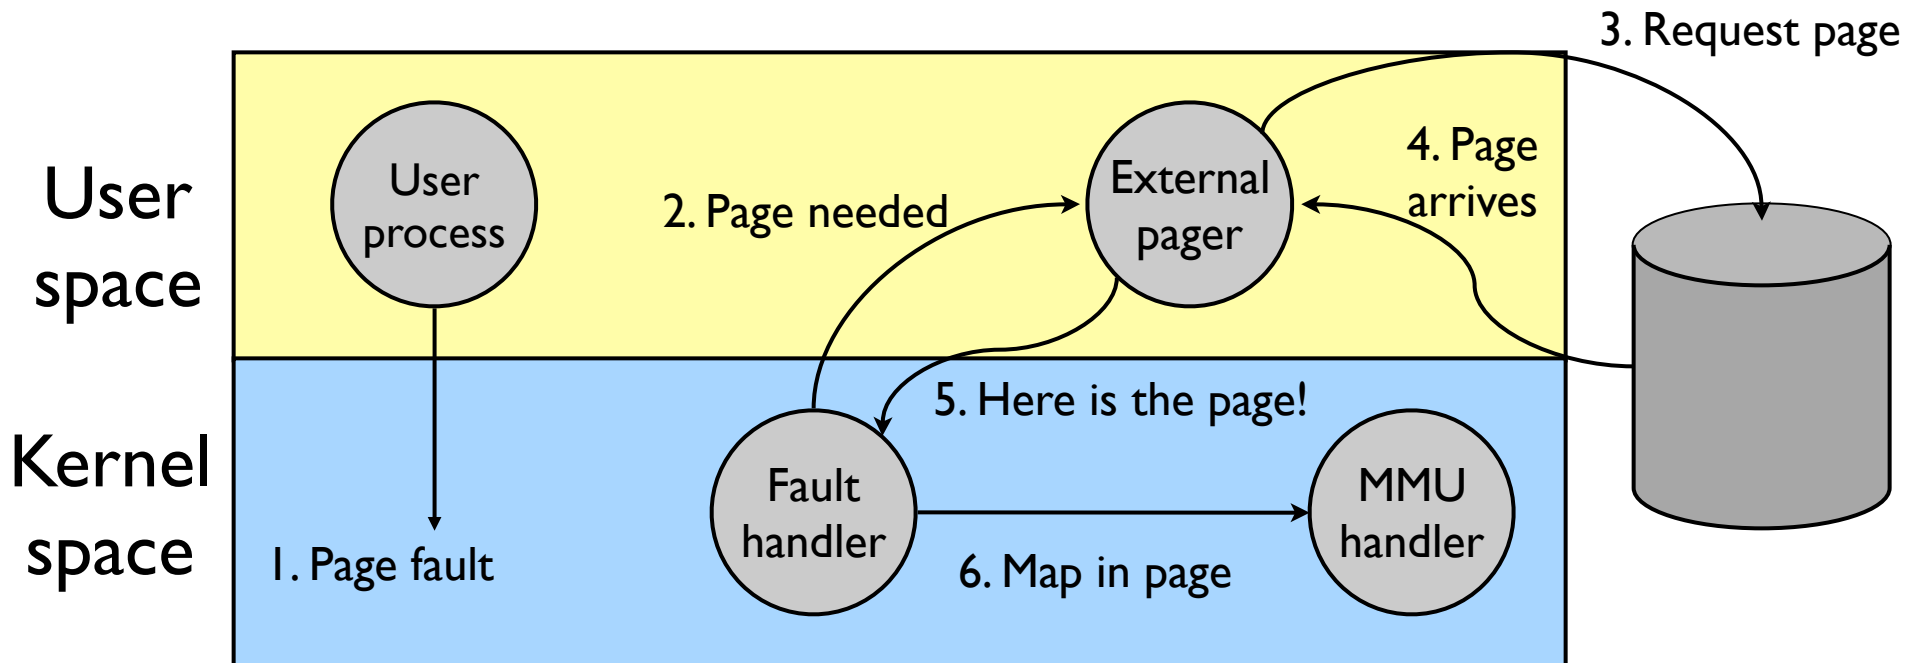 3. Request page
User
space
User
process
2. Page needed
External
pager
4. Page
arrives
Kernel
space
1. Page fault
5. Here is the page!
Fault
handler
6. Map in page
MMU
handler